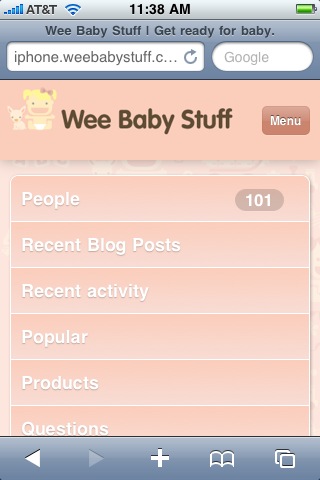 AT&T 11:38 AM
Wee Baby Stuff | Get ready for baby.
iphone.weebabystuff.c... Google
Wee Baby Stuff Menu
People 101
Recent Blog Posts
Recent activity
Popular
Products
Questions